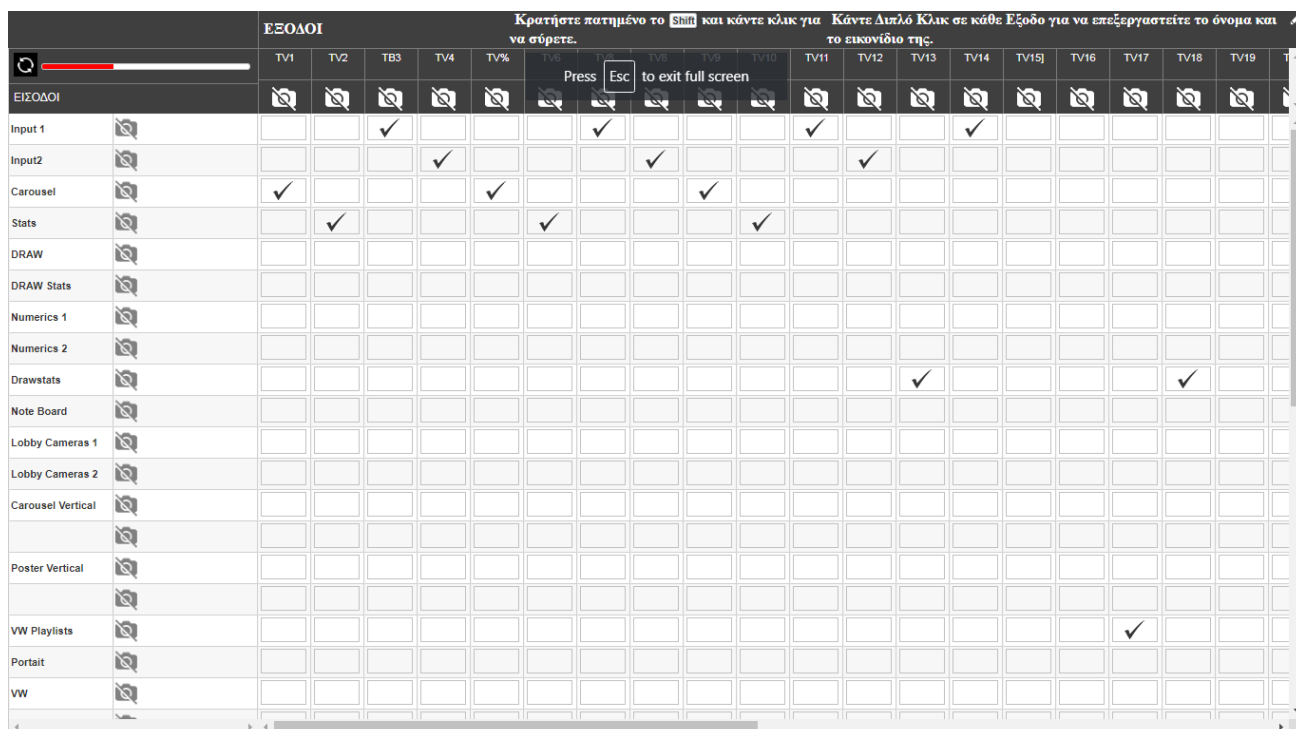 ΕΞΟΔΟΙ
Κρατήστε πατημένο το Shift και κάντε κλικ για
να σύρετε.
Κάντε Διπλό Κλικ σε κάθε Εξοδο για να επεξεργαστείτε το όνομα και
το εικονίδιο της.
TV1 TV2 TB3 TV4 TV% TV6 TV8 TV9 TV10 TV11 TV12 TV13 TV14 TV15] TV16 TV17 TV18 TV19
Press Esc to exit full screen
ΕΙΣΟΔΟΙ
Input 1
Input2
Carousel
Stats
DRAW
DRAW Stats
Numerics 1
Numerics 2
Drawstats
Note Board
Lobby Cameras 1
Lobby Cameras 2
Carousel Vertical
Poster Vertical
VW Playlists
Portait
VW